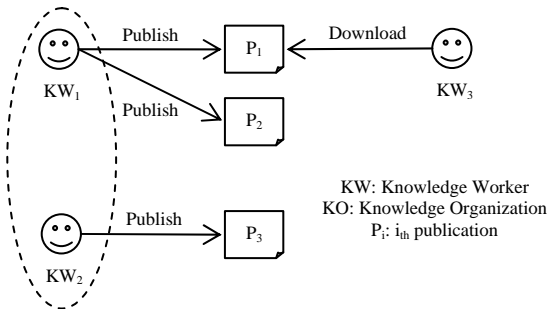 Publish
P₁
Download
KW₁
KW₃
Publish
P₂
KW: Knowledge Worker
KO: Knowledge Organization
Pᵢ: iₜₕ publication
Publish
P₃
KW₂